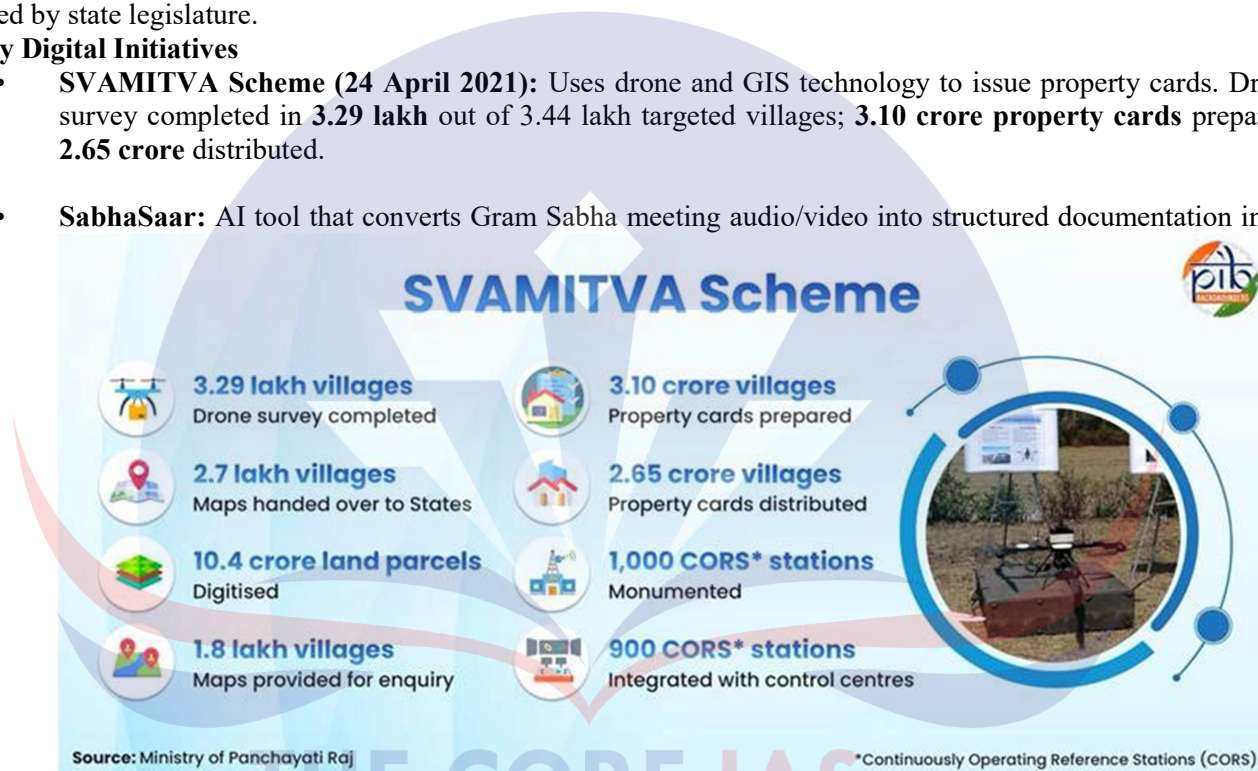 ed by state legislature.
y Digital Initiatives
• SVAMITVA Scheme (24 April 2021): Uses drone and GIS technology to issue property cards. Dr
survey completed in 3.29 lakh out of 3.44 lakh targeted villages; 3.10 crore property cards prepa
2.65 crore distributed.
• SabhaSaar: AI tool that converts Gram Sabha meeting audio/video into structured documentation in
SVAMITVA Scheme
pib
BACKGROUNDERS
3.29 lakh villages
Drone survey completed
3.10 crore villages
Property cards prepared
2.7 lakh villages
Maps handed over to States
2.65 crore villages
Property cards distributed
10.4 crore land parcels
Digitised
1,000 CORS* stations
Monumented
1.8 lakh villages
Maps provided for enquiry
900 CORS* stations
Integrated with control centres
Source: Ministry of Panchayati Raj
*Continuously Operating Reference Stations (CORS)
THE CORE IAS